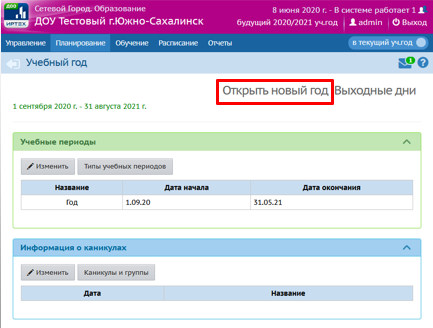 ДОО
ИРТЕХ
Сетевой Город. Образование
ДОУ Тестовый г.Южно-Сахалинск
8 июня 2020 г. - В системе работает 1
будущий 2020/2021 уч.год
admin Выход
Управление Планирование Обучение Расписание Отчеты
в текущий уч.год
Учебный год
1 ?
Открыть новый год Выходные дни
1 сентября 2020 г. - 31 августа 2021 г.
Учебные периоды
Изменить Типы учебных периодов
Название Дата начала Дата окончания
Год 1.09.20 31.05.21
Информация о каникулах
Изменить Каникулы и группы
Дата Название